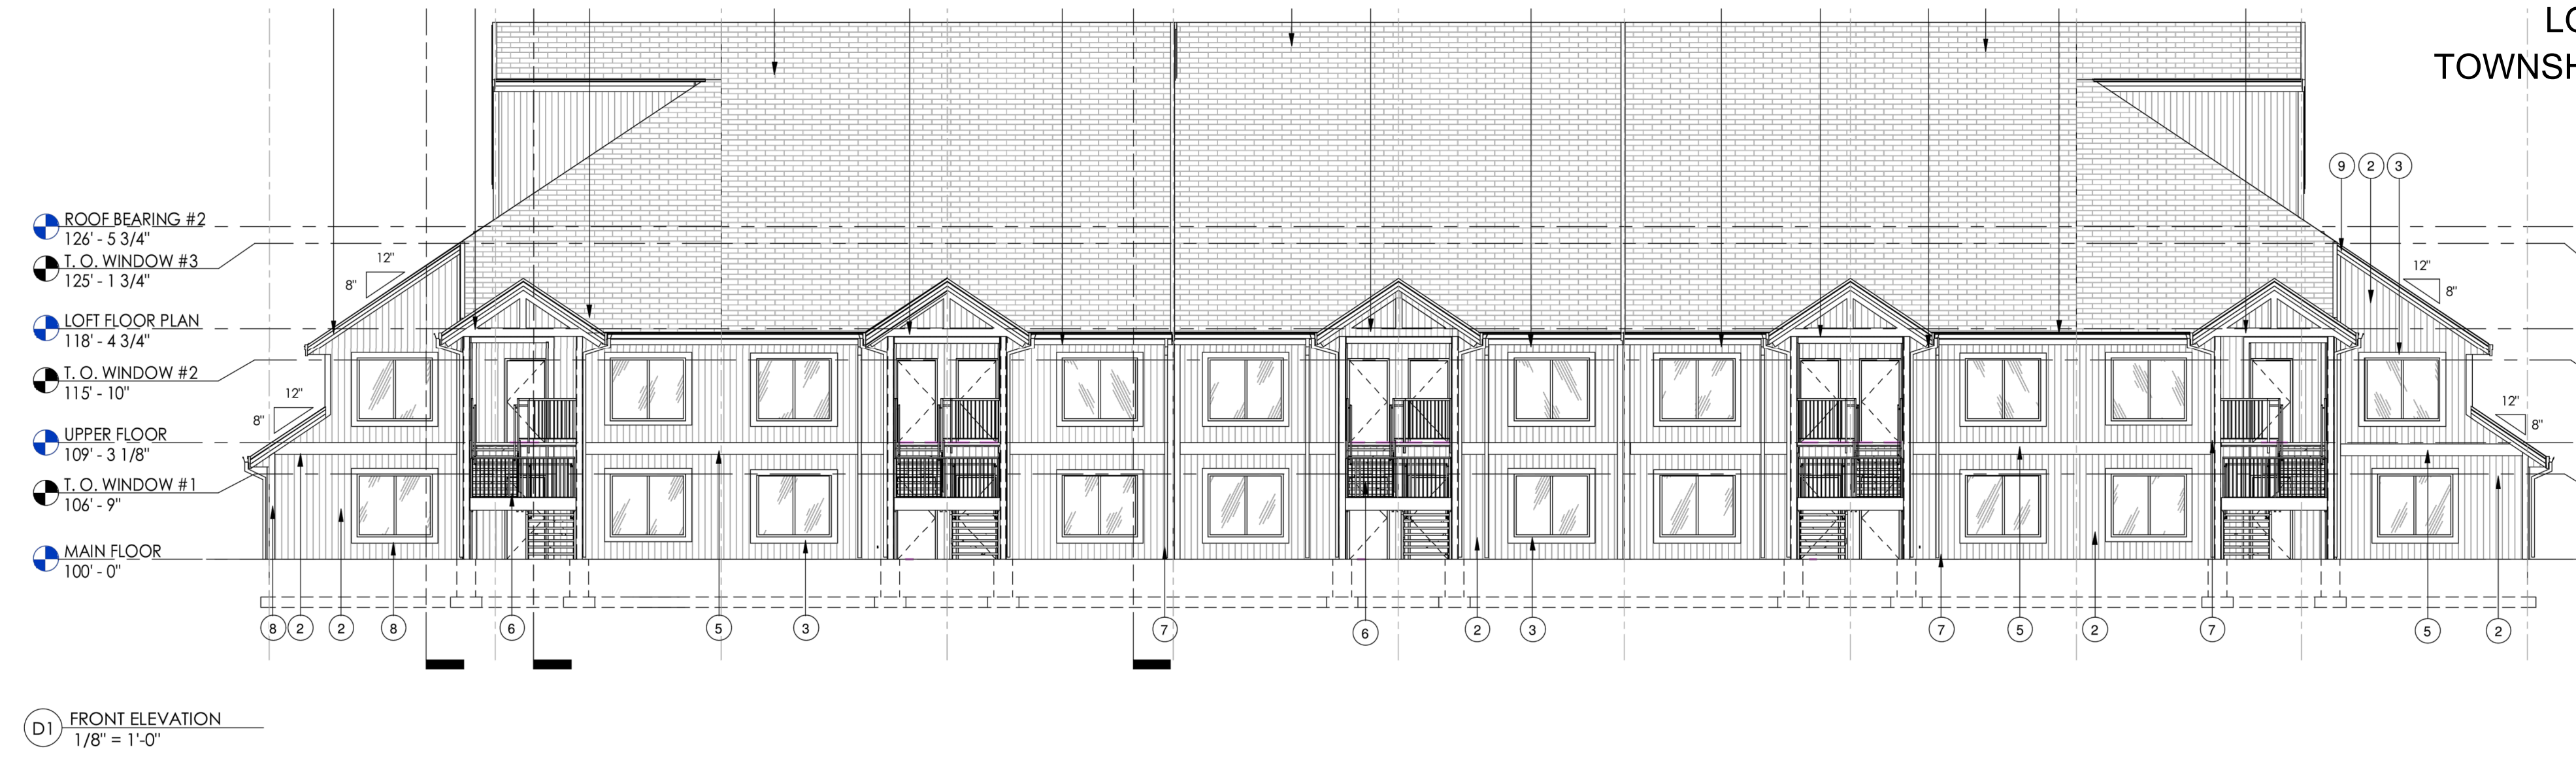 LO
TOWNSH
9 2 3
ROOF BEARING #2
126' - 5 3/4"
T. O. WINDOW #3
125' - 1 3/4"
12"
8"
12"
8"
LOFT FLOOR PLAN
118' - 4 3/4"
T. O. WINDOW #2
115' - 10"
12"
8"
12"
8"
UPPER FLOOR
109' - 3 1/8"
T. O. WINDOW #1
106' - 9"
MAIN FLOOR
100' - 0"
8 2 2 8 6 5 3 7 6 2 3 7 5 2 7 5 2
D1 FRONT ELEVATION
1/8" = 1'-0"